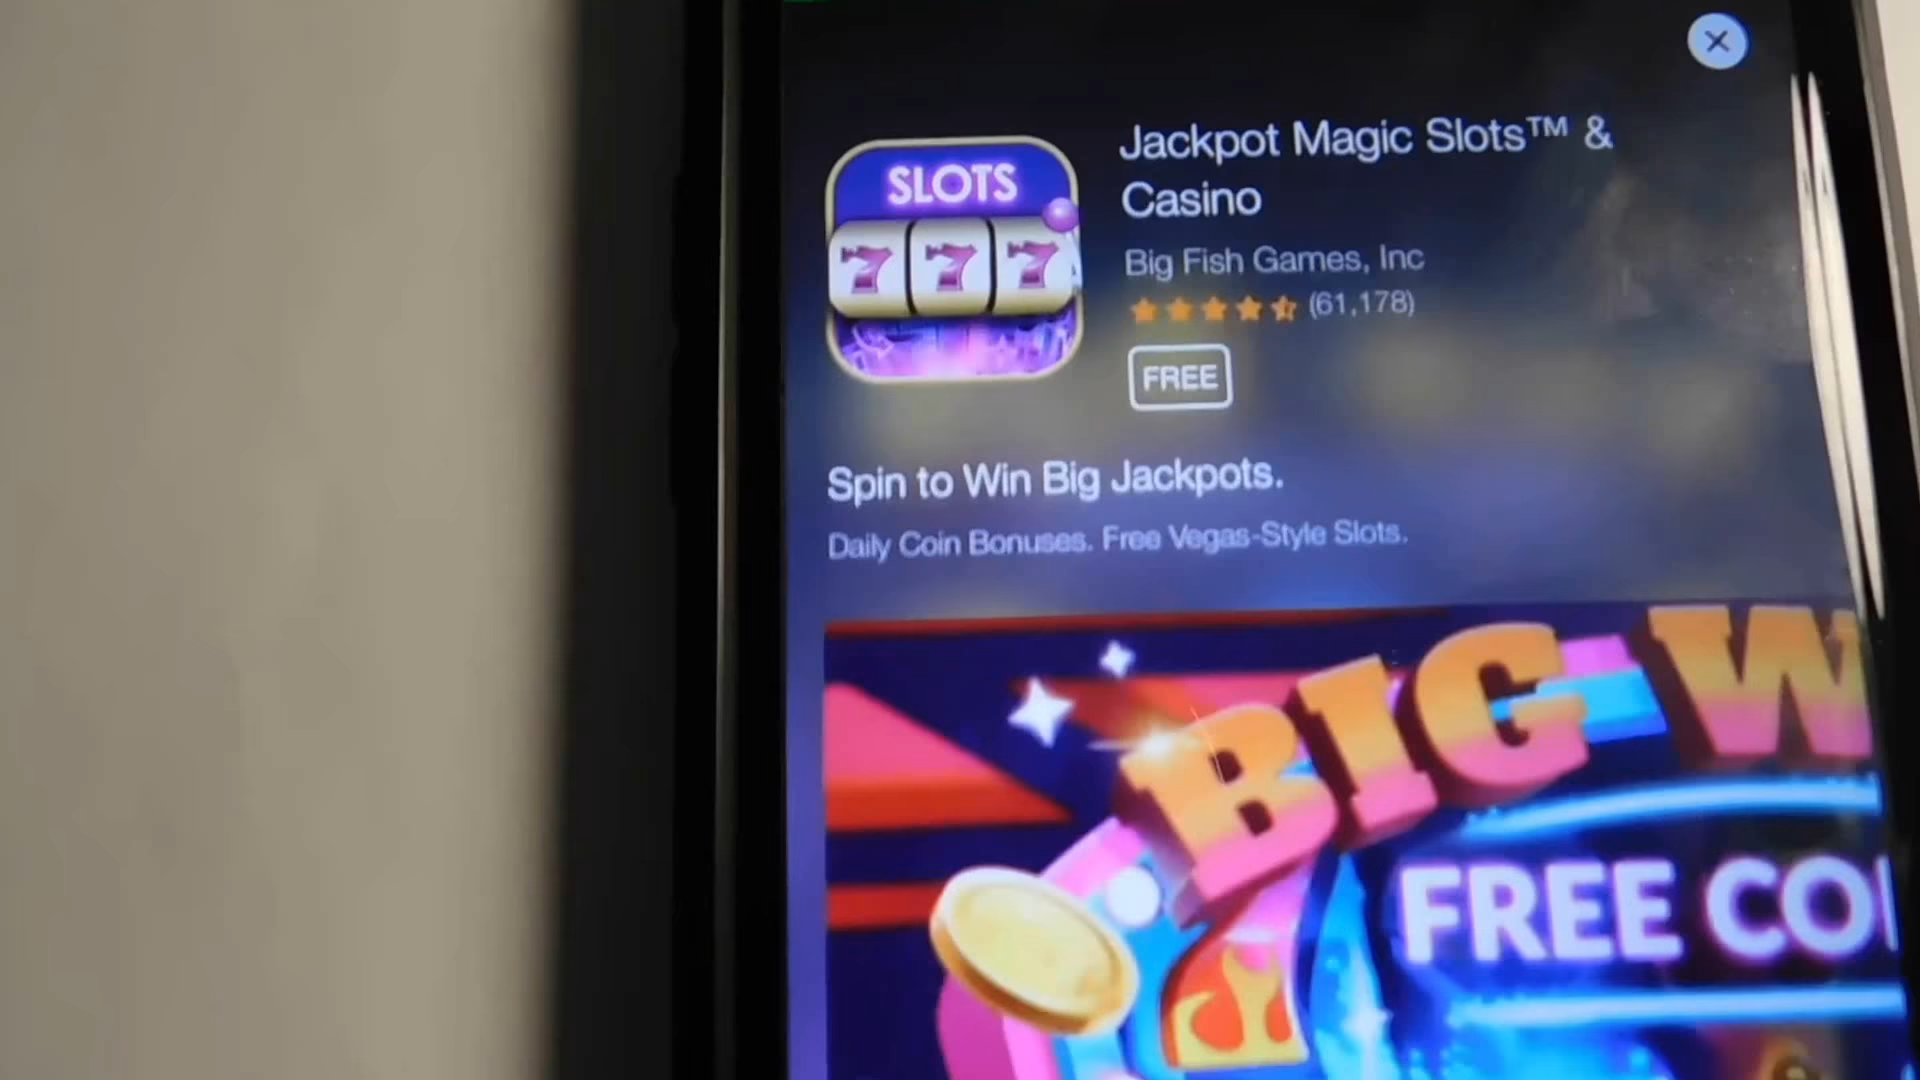 Jackpot Magic Slots™ &
Casino
SLOTS
777
Big Fish Games, Inc
(61,178)
FREE
Spin to Win Big Jackpots.
Daily Coin Bonuses. Free Vegas-Style Slots.
BIG W
FREE CO